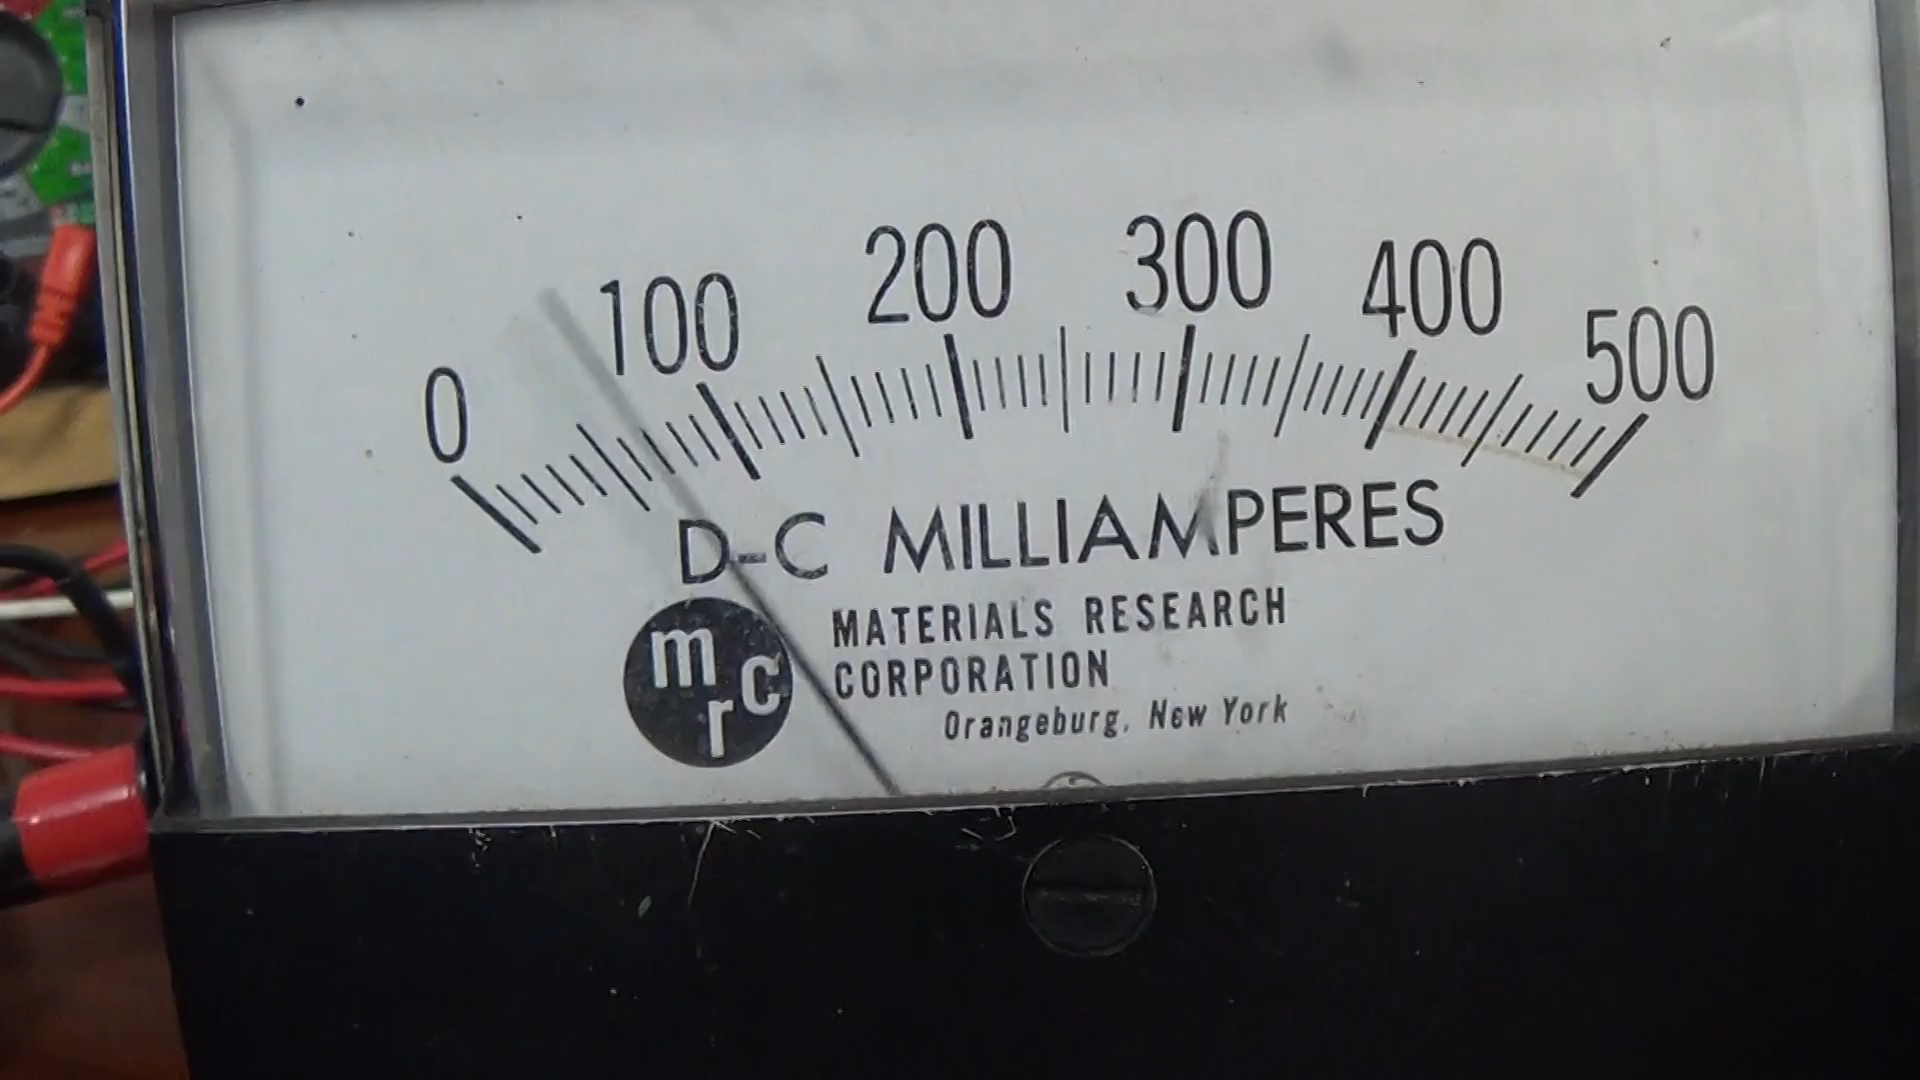 0 100 200 300 400 500
D-C MILLIAMPERES
mrc
MATERIALS RESEARCH
CORPORATION
Orangeburg, New York